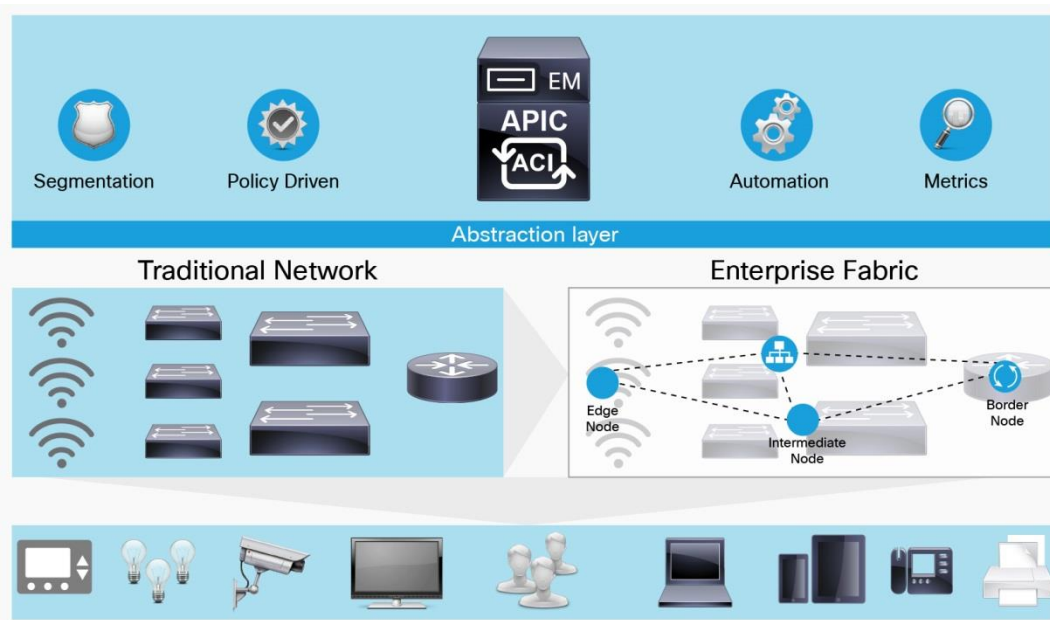 EM
APIC
ACI
Segmentation
Policy Driven
Automation
Metrics
Abstraction layer
Traditional Network
Enterprise Fabric
Edge
Node
Intermediate
Node
Border
Node